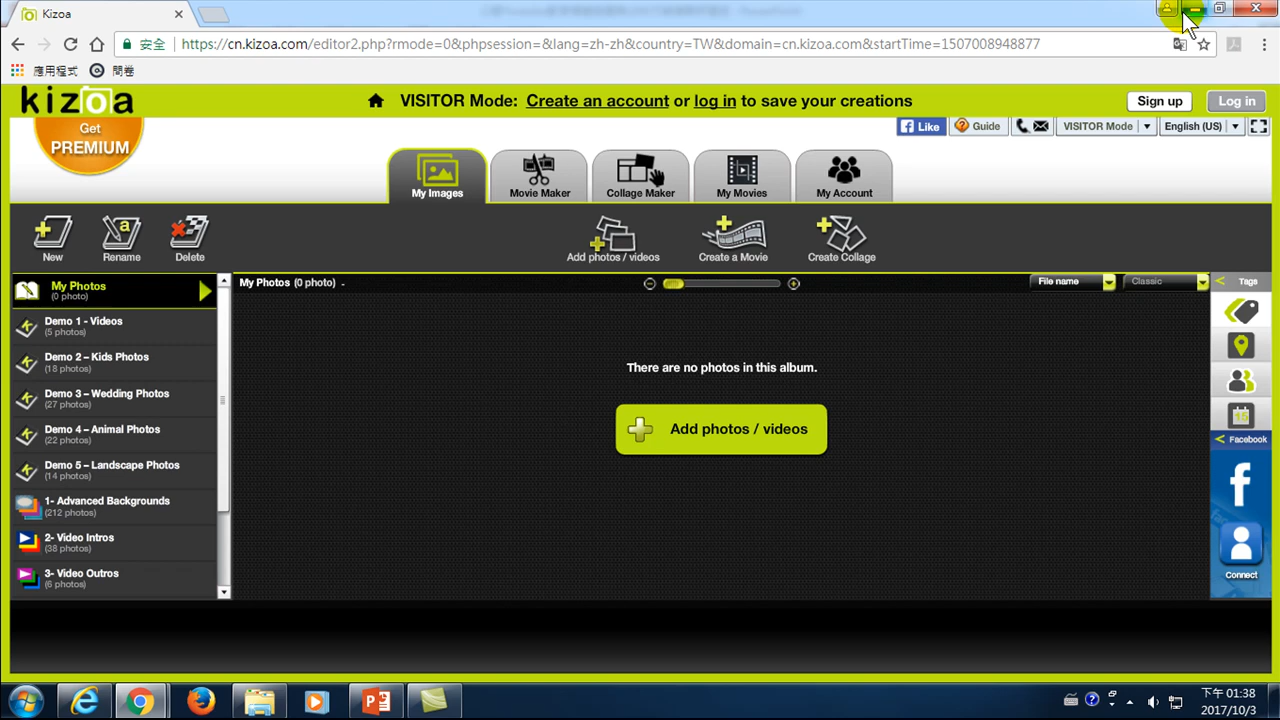 Kizoa
安全 https://cn.kizoa.com/editor2.php?rmode=0&phpsession=&lang=zh-zh&country=TW&domain=cn.kizoa.com&startTime=1507008948877
應用程式 問卷
kizoa VISITOR Mode: Create an account or log in to save your creations Sign up Log in
Get
PREMIUM
Like Guide VISITOR Mode English (US)
My Images Movie Maker Collage Maker My Movies My Account
New Rename Delete Add photos / videos Create a Movie Create Collage
My Photos
(0 photo)
My Photos (0 photo) - File name Classic Tags
Demo 1 - Videos
(5 photos)
Demo 2 – Kids Photos
(18 photos)
Demo 3 – Wedding Photos
(27 photos)
Demo 4 – Animal Photos
(22 photos)
Demo 5 – Landscape Photos
(14 photos)
1- Advanced Backgrounds
(212 photos)
2- Video Intros
(38 photos)
3- Video Outros
(6 photos)
There are no photos in this album.
Add photos / videos
15
Facebook
Connect
下午 01:38
2017/10/3